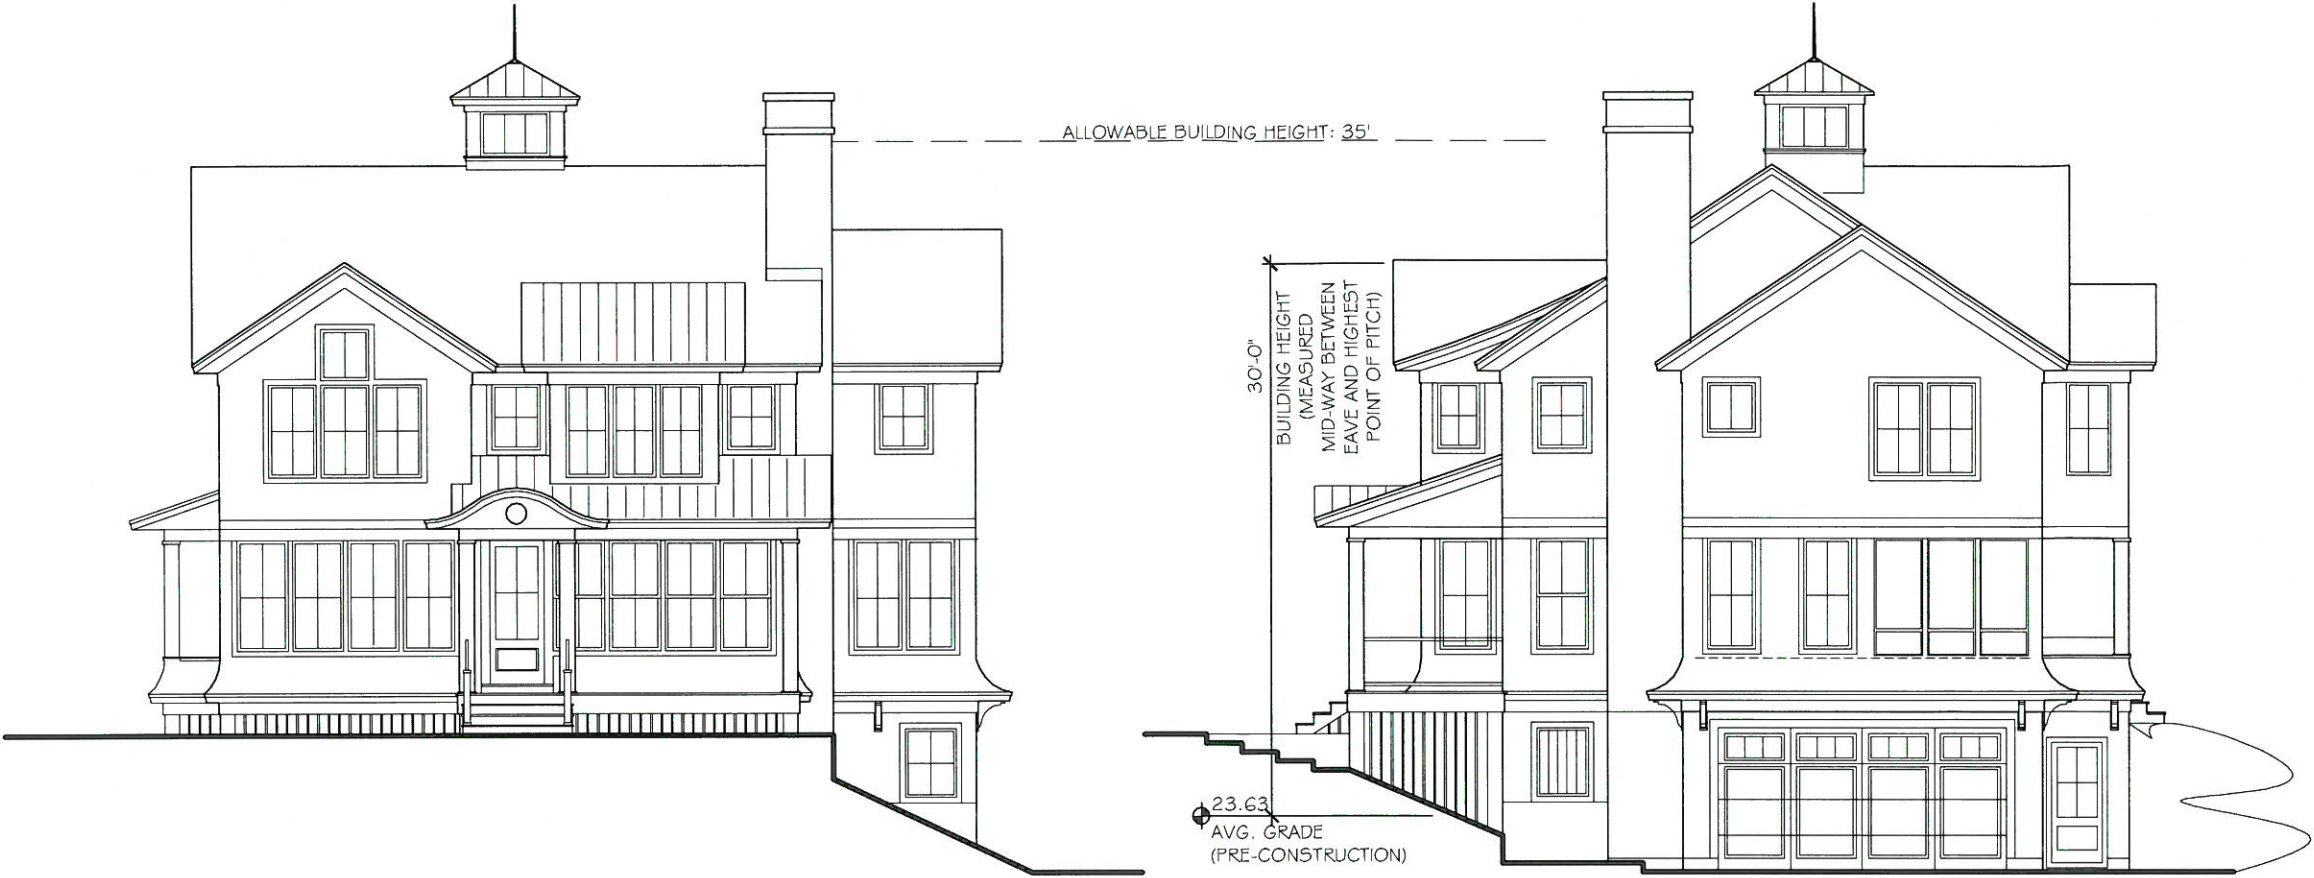 ALLOWABLE BUILDING HEIGHT: 35'
30'-0"
BUILDING HEIGHT
(MEASURED
MID-WAY BETWEEN
EAVE AND HIGHEST
POINT OF PITCH)
23.63
AVG. GRADE
(PRE-CONSTRUCTION)